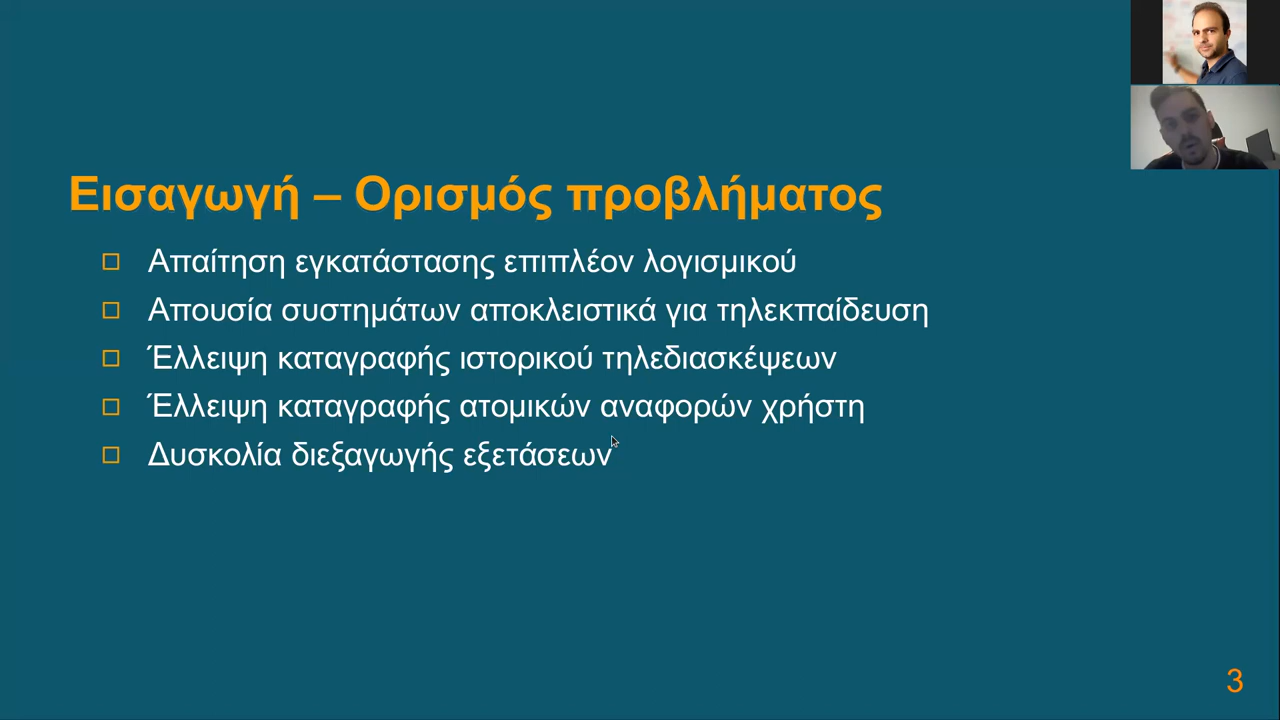 Εισαγωγή – Ορισμός προβλήματος
Απαίτηση εγκατάστασης επιπλέον λογισμικού
Απουσία συστημάτων αποκλειστικά για τηλεκπαίδευση
Έλλειψη καταγραφής ιστορικού τηλεδιασκέψεων
Έλλειψη καταγραφής ατομικών αναφορών χρήστη
Δυσκολία διεξαγωγής εξετάσεων
3